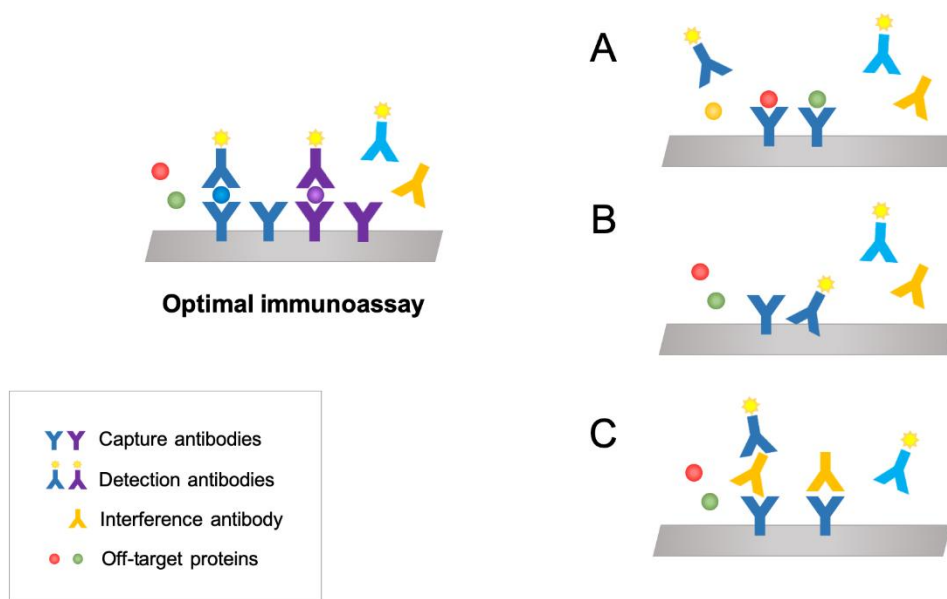 A
Optimal immunoassay
B
Capture antibodies
Detection antibodies
Interference antibody
Off-target proteins
C